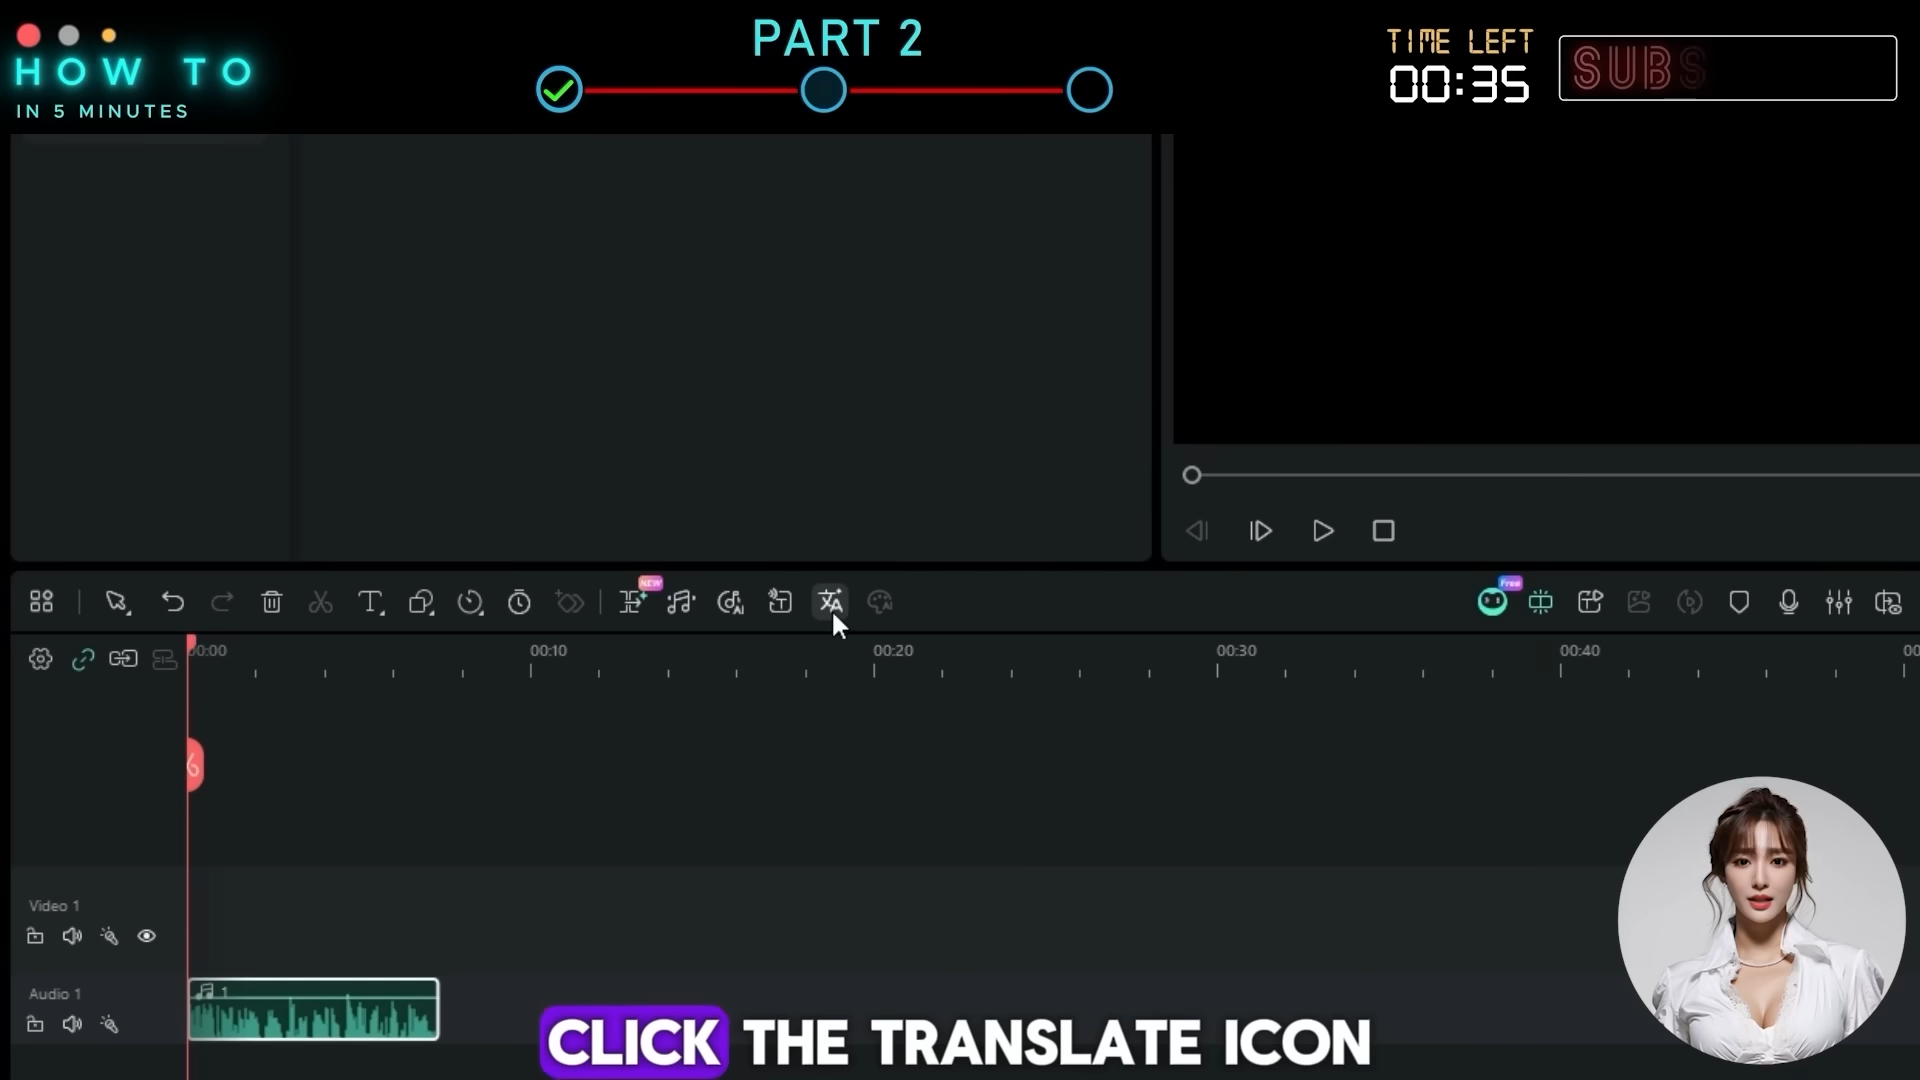 HOW TO
IN 5 MINUTES
PART 2
TIME LEFT
00:35
SUBS
NEW
Free
00:00
00:10
00:20
00:30
00:40
00
Video 1
Audio 1
1
CLICK THE TRANSLATE ICON